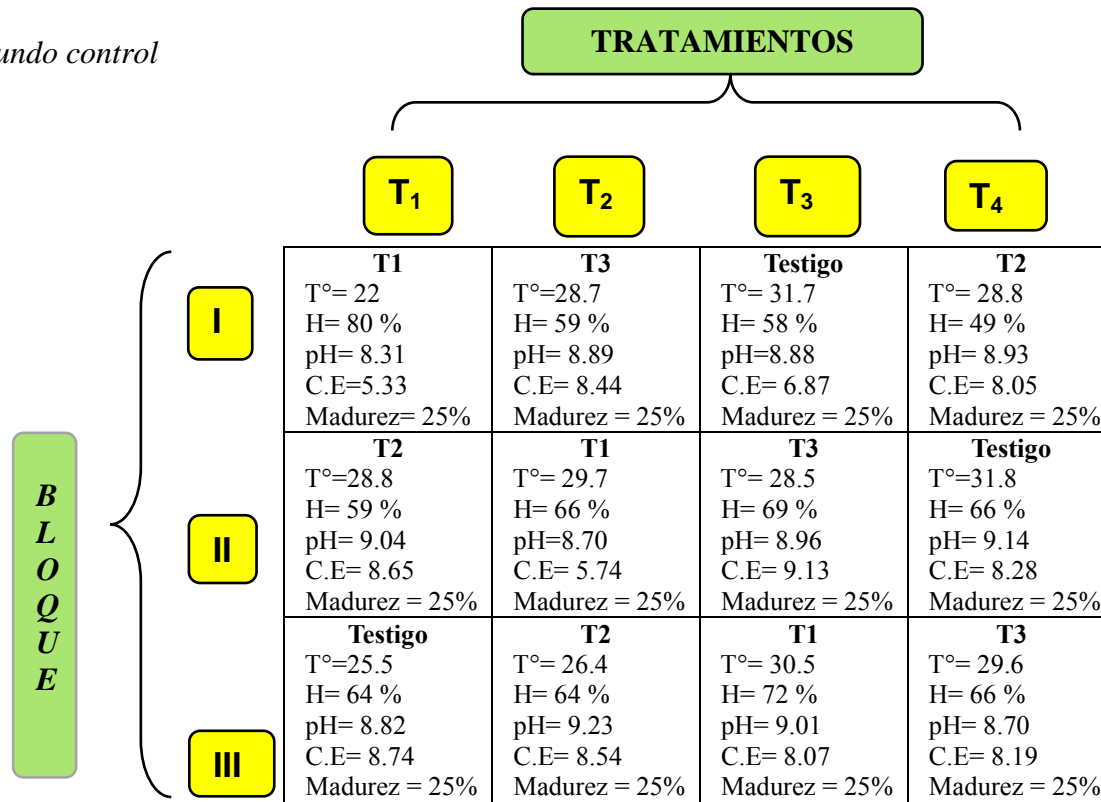 undo control
TRATAMIENTOS
T1
T2
T3
T4
BLOQUE
I
T1
T°= 22
H= 80 %
pH= 8.31
C.E=5.33
Madurez= 25%
T3
T°=28.7
H= 59 %
pH= 8.89
C.E= 8.44
Madurez = 25%
Testigo
T°= 31.7
H= 58 %
pH=8.88
C.E= 6.87
Madurez = 25%
T2
T°= 28.8
H= 49 %
pH= 8.93
C.E= 8.05
Madurez = 25%
II
T2
T°=28.8
H= 59 %
pH= 9.04
C.E= 8.65
Madurez = 25%
T1
T°= 29.7
H= 66 %
pH=8.70
C.E= 5.74
Madurez = 25%
T3
T°= 28.5
H= 69 %
pH= 8.96
C.E= 9.13
Madurez = 25%
Testigo
T°=31.8
H= 66 %
pH= 9.14
C.E= 8.28
Madurez = 25%
III
Testigo
T°=25.5
H= 64 %
pH= 8.82
C.E= 8.74
Madurez = 25%
T2
T°= 26.4
H= 64 %
pH= 9.23
C.E= 8.54
Madurez = 25%
T1
T°= 30.5
H= 72 %
pH= 9.01
C.E= 8.07
Madurez = 25%
T3
T°= 29.6
H= 66 %
pH= 8.70
C.E= 8.19
Madurez = 25%